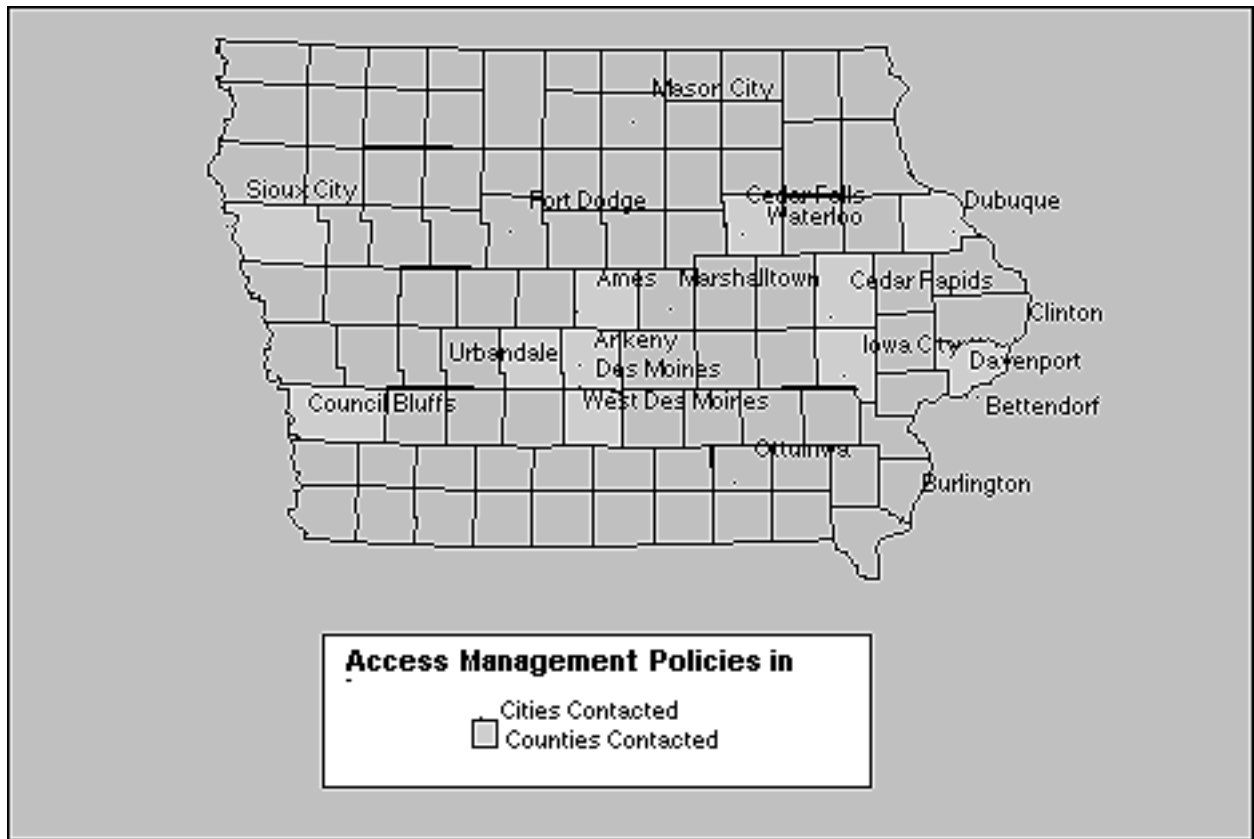 Mason City
Sioux City
Fort Dodge
Cedar Falls
Waterloo
Dubuque
Ames
Marshalltown
Cedar Rapids
Clinton
Urbandale
Ankeny
Iowa City
Des Moines
Davenport
Council Bluffs
West Des Moines
Bettendorf
Ottumwa
Burlington
Access Management Policies in
Cities Contacted
Counties Contacted